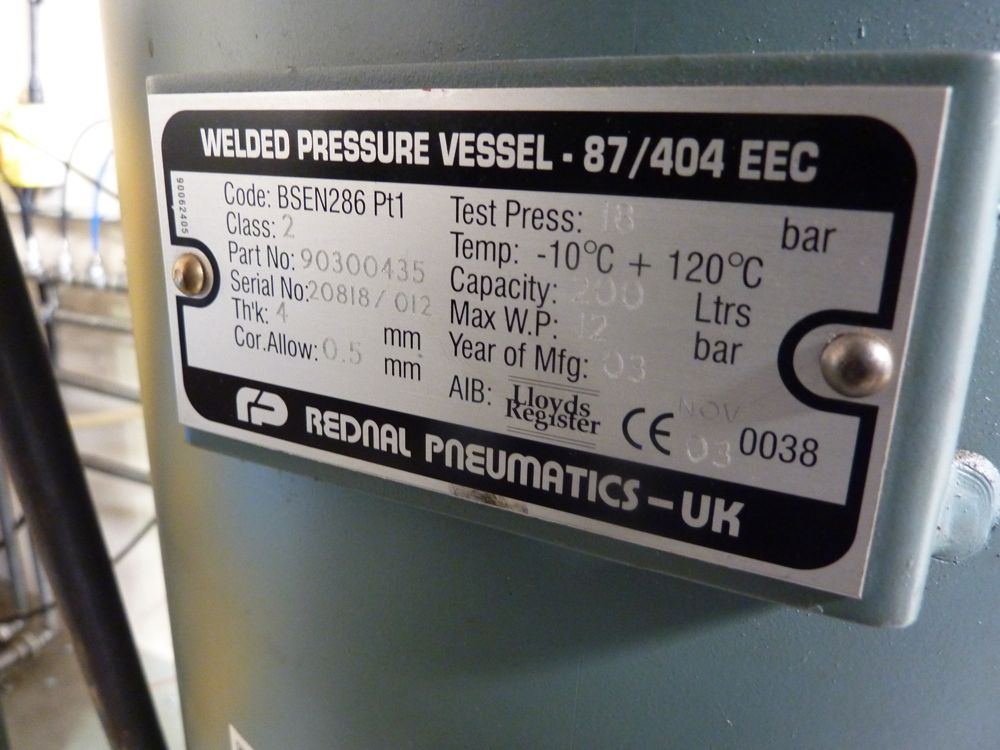 WELDED PRESSURE VESSEL - 87/404 EEC
90062405
Code: BSEN286 Pt1
Class: 2
Part No: 90300435
Serial No: 20818/012
Th'k: 4 mm
Cor.Allow: 0.5 mm
Test Press: 18 bar
Temp: -10°C + 120°C
Capacity: 200 Ltrs
Max W.P: 12 bar
Year of Mfg: 03
AIB: Lloyds Register CE NOV 03 0038
REDNAL PNEUMATICS - UK